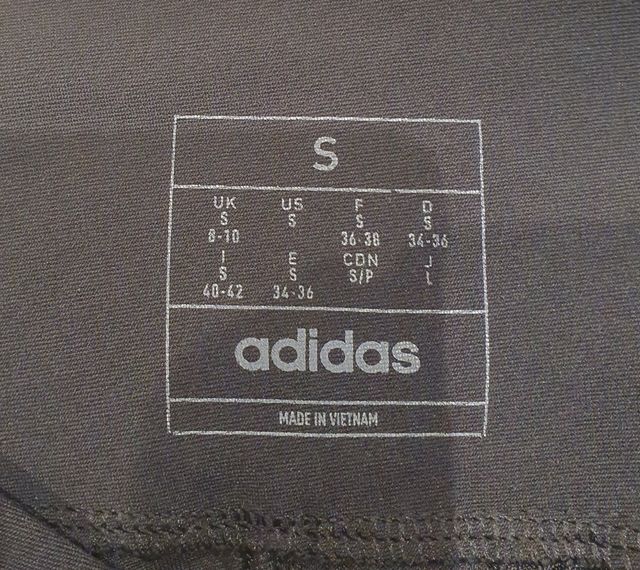 S
UK US F D
S S S S
8-10 36-38 34-36
I E CDN J
S S S/P L
40-42 34-36
adidas
MADE IN VIETNAM